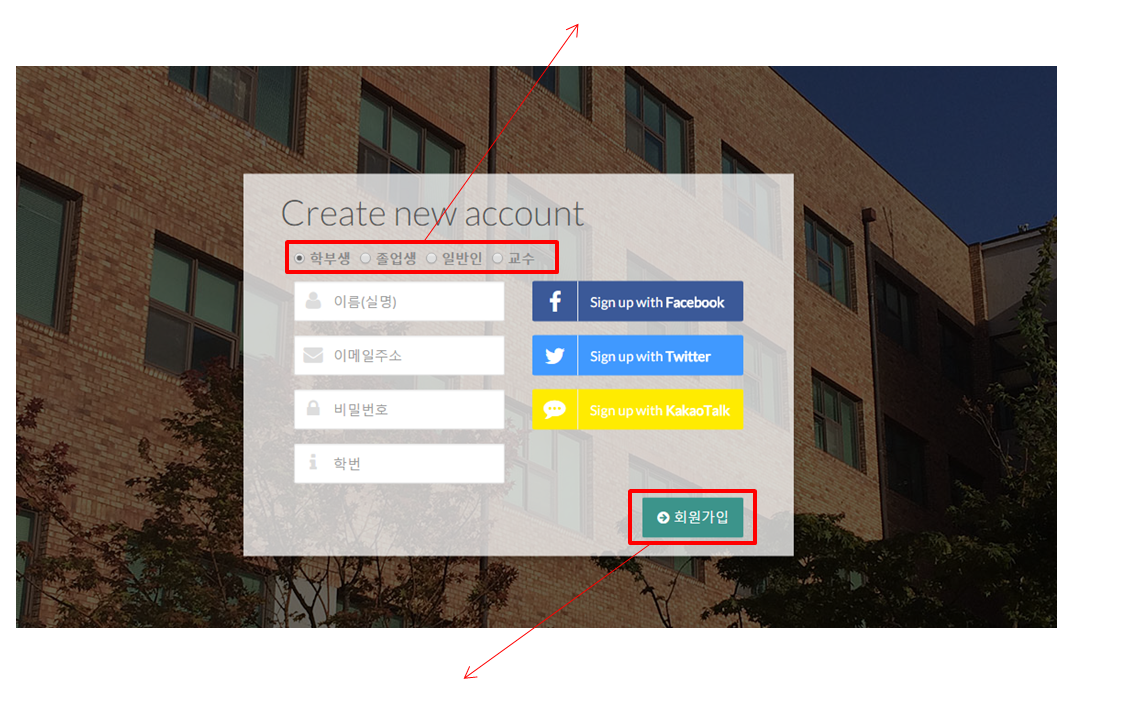 Create new account
학부생 졸업생 일반인 교수
이름(실명)
Sign up with Facebook
이메일주소
Sign up with Twitter
비밀번호
Sign up with KakaoTalk
학번
회원가입